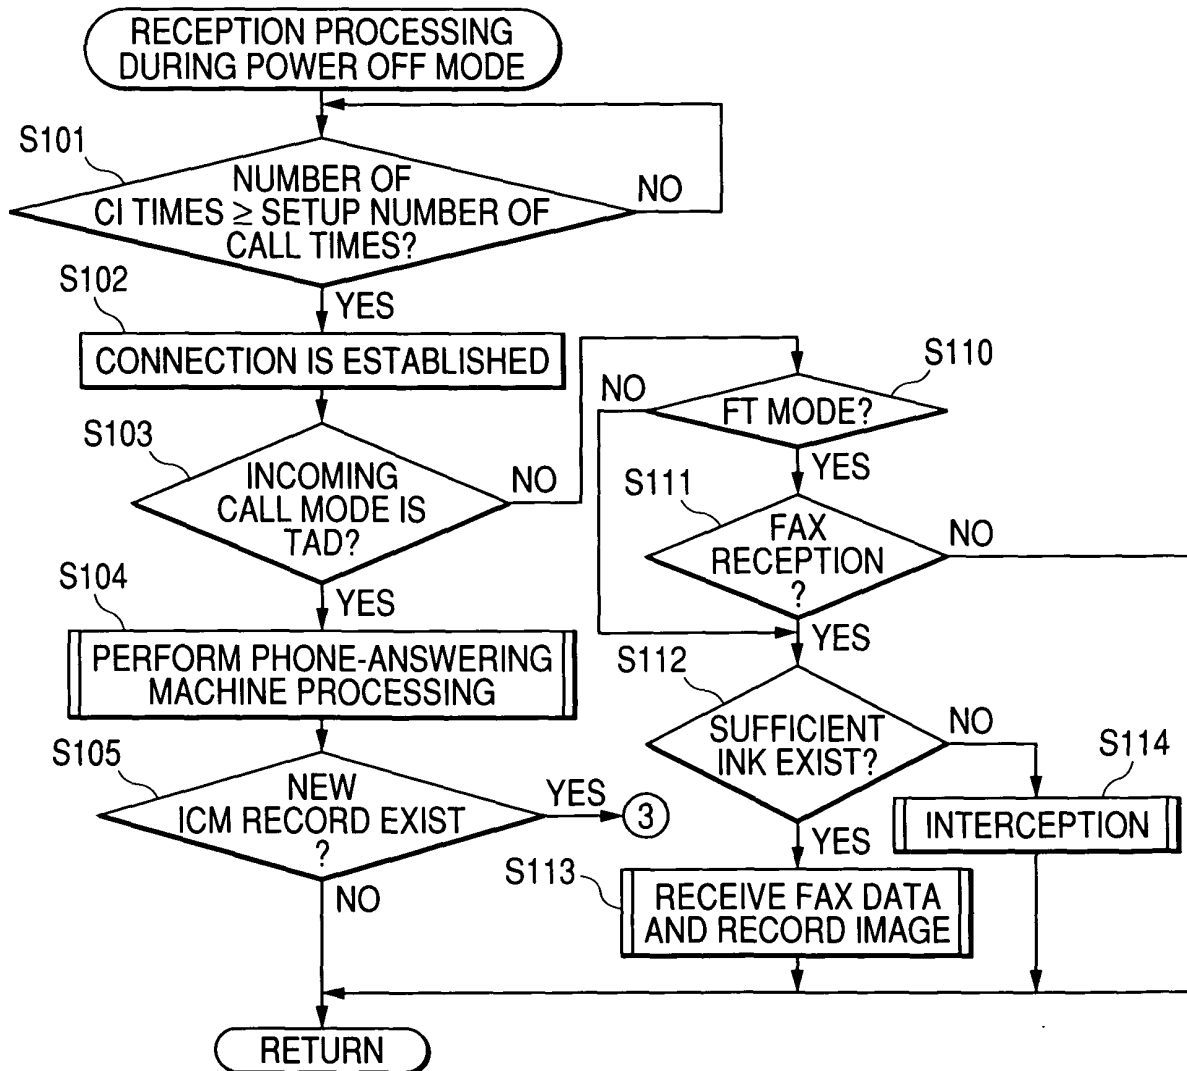 RECEPTION PROCESSING
DURING POWER OFF MODE
S101
NUMBER OF
CI TIMES ≥ SETUP NUMBER OF
CALL TIMES?
NO
S102
YES
CONNECTION IS ESTABLISHED
S103
INCOMING
CALL MODE IS
TAD?
NO
YES
S104
PERFORM PHONE-ANSWERING
MACHINE PROCESSING
S105
NEW
ICM RECORD EXIST
?
YES
3
NO
S110
NO
FT MODE?
YES
S111
FAX
RECEPTION
?
NO
YES
S112
SUFFICIENT
INK EXIST?
NO
S114
INTERCEPTION
YES
S113
RECEIVE FAX DATA
AND RECORD IMAGE
RETURN